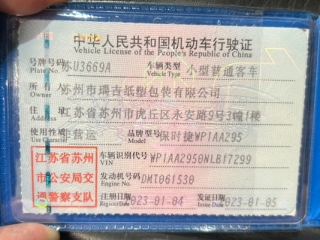 中华人民共和国机动车行驶证
Vehicle License of the People's Republic of China
号牌号码 苏U3669A 车辆类型 小型普通客车
Plate No. Vehicle Type
所有人 苏州市瑞吉纸塑包装有限公司
住址 江苏省苏州市虎丘区永安路9号3幢1楼
使用性质 非营运 品牌型号 保时捷WP1AA295
江苏省苏州
市公安局交
通警察支队
车辆识别代号 WP1AA2950NLB17299
VIN
发动机号码 DMT061530
Engine No.
注册日期 2023-01-04 发证日期 2023-01-05
Register Date Issue Date